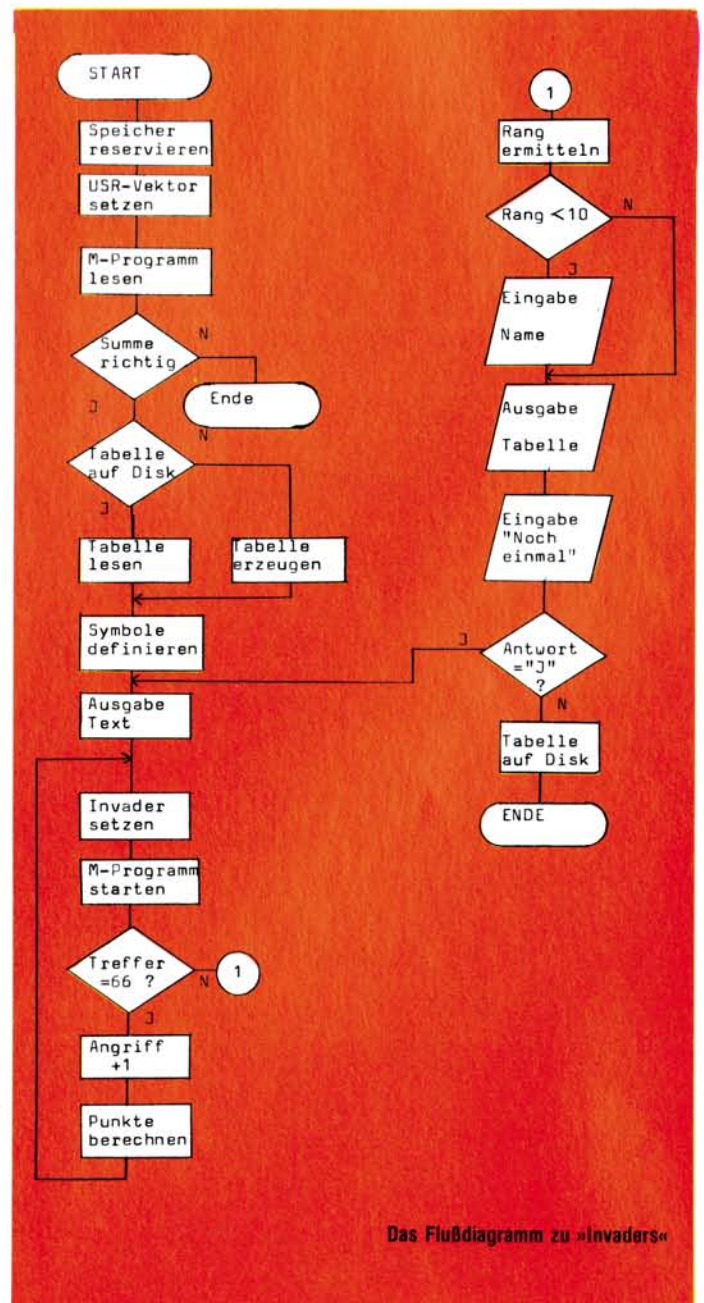 START
Speicher
reservieren
USR-Vektor
setzen
M-Programm
lesen
Summe
richtig
N
J
Ende
Tabelle
auf Disk
N
J
Tabelle
lesen
Tabelle
erzeugen
Symbole
definieren
Ausgabe
Text
Invader
setzen
M-Programm
starten
Treffer
=66 ?
N
1
J
Angriff
+1
Punkte
berechnen
1
Rang
ermitteln
Rang <10
N
J
Eingabe
Name
Ausgabe
Tabelle
Eingabe
"Noch
einmal"
J
Antwort
="J"
?
N
Tabelle
auf Disk
ENDE
Das Flußdiagramm zu »Invaders«